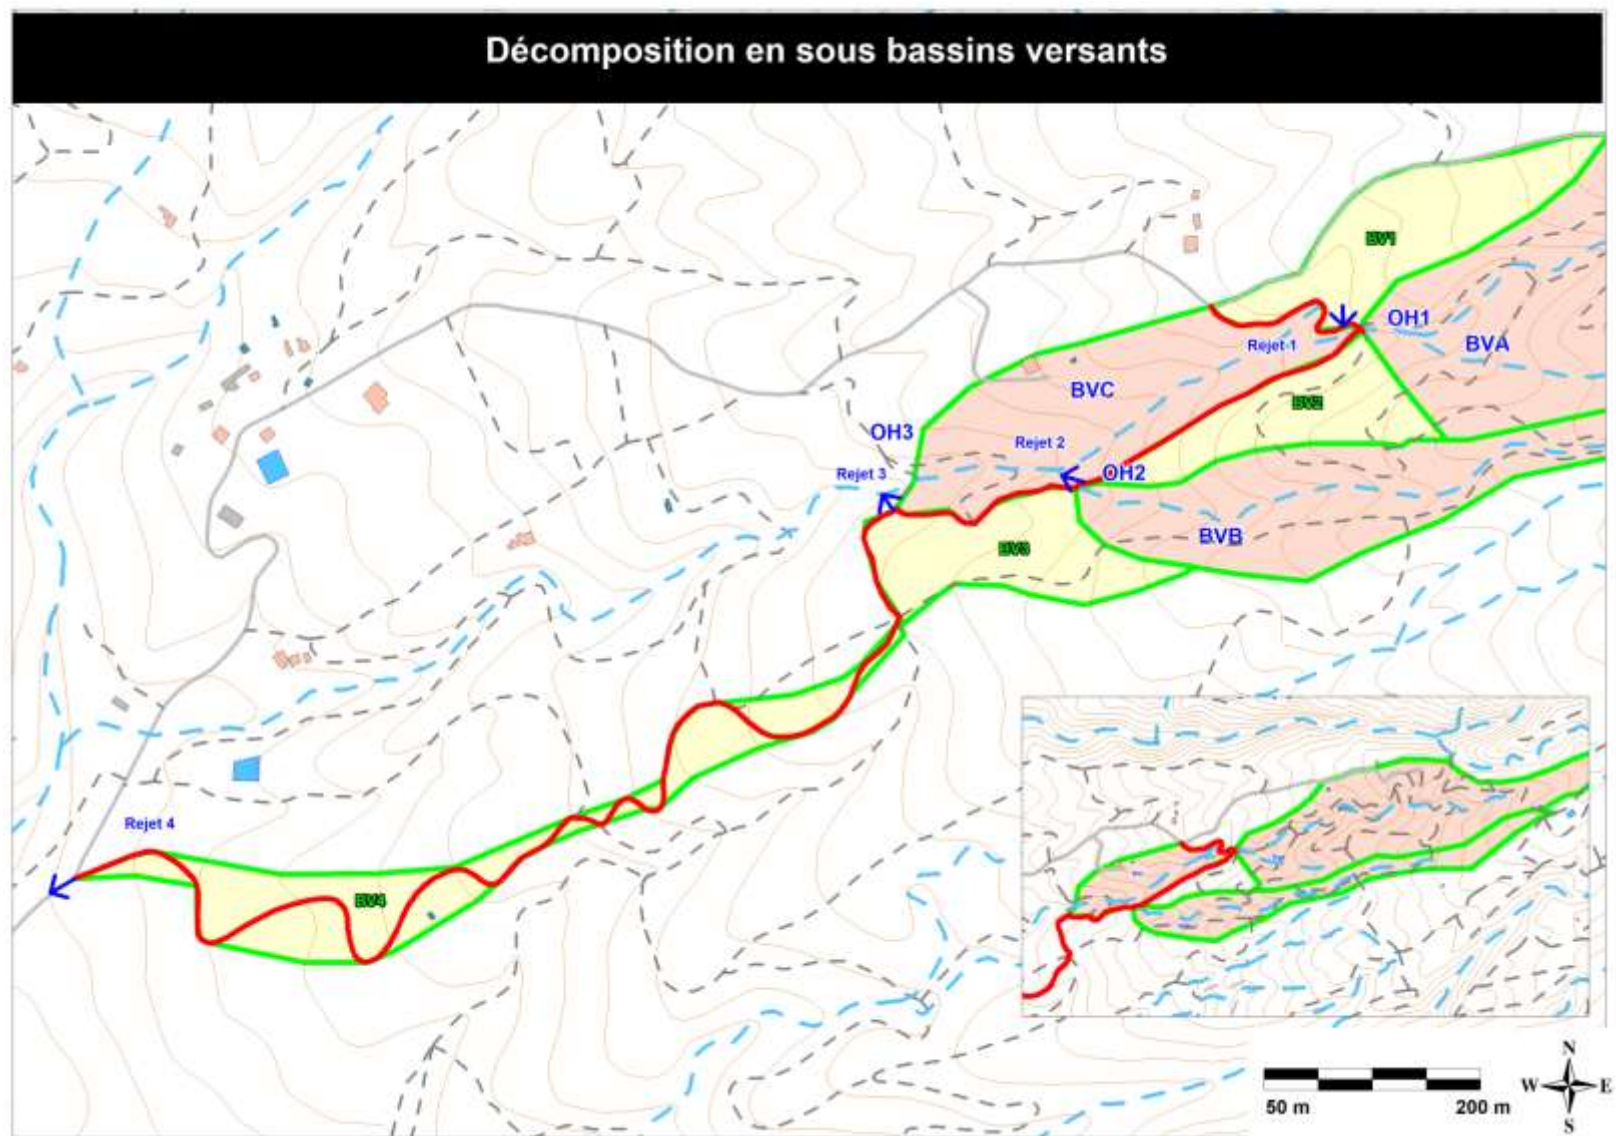 Décomposition en sous bassins versants
BV1
OH1
Rejet 1
BVA
BVC
BV2
OH3
Rejet 2
Rejet 3
OH2
BVB
BV3
Rejet 4
BV4
N
W E
S
50 m 200 m